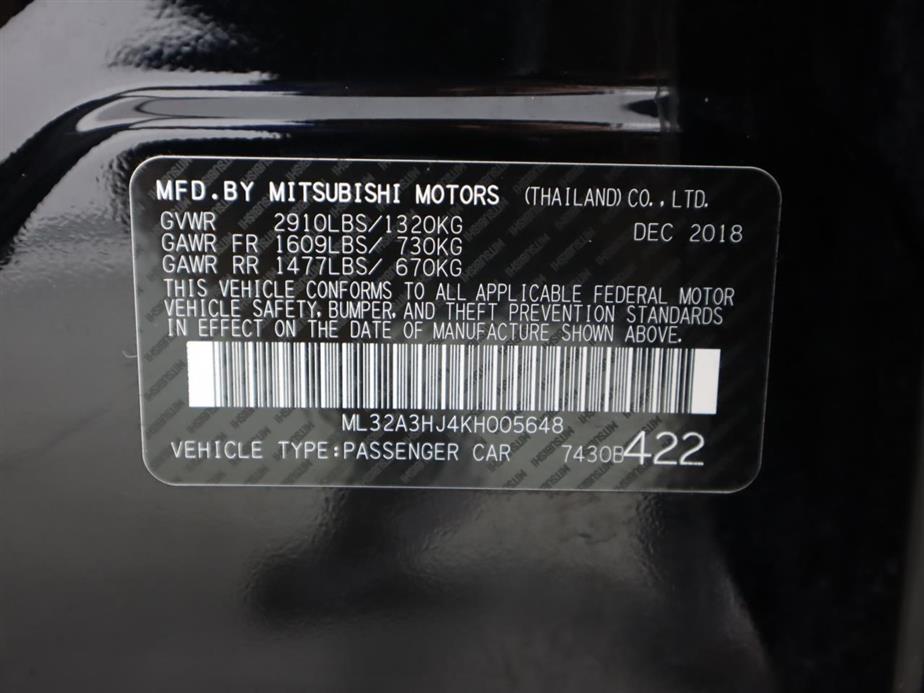 MFD.BY MITSUBISHI MOTORS (THAILAND) CO.,LTD.
GVWR 2910LBS/1320KG DEC 2018
GAWR FR 1609LBS/ 730KG
GAWR RR 1477LBS/ 670KG
THIS VEHICLE CONFORMS TO ALL APPLICABLE FEDERAL MOTOR
VEHICLE SAFETY, BUMPER, AND THEFT PREVENTION STANDARDS
IN EFFECT ON THE DATE OF MANUFACTURE SHOWN ABOVE.
ML32A3HJ4KH005648
VEHICLE TYPE:PASSENGER CAR 7430B422